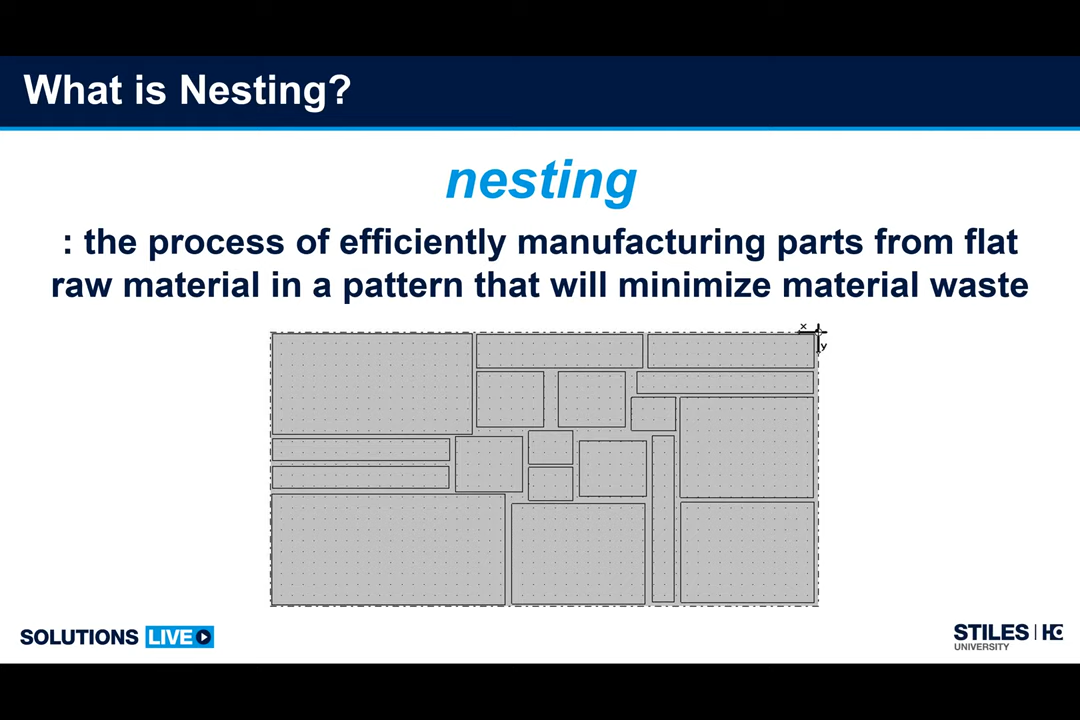 What is Nesting?
nesting
: the process of efficiently manufacturing parts from flat
raw material in a pattern that will minimize material waste
x
y
SOLUTIONS LIVE
STILES | HC
UNIVERSITY